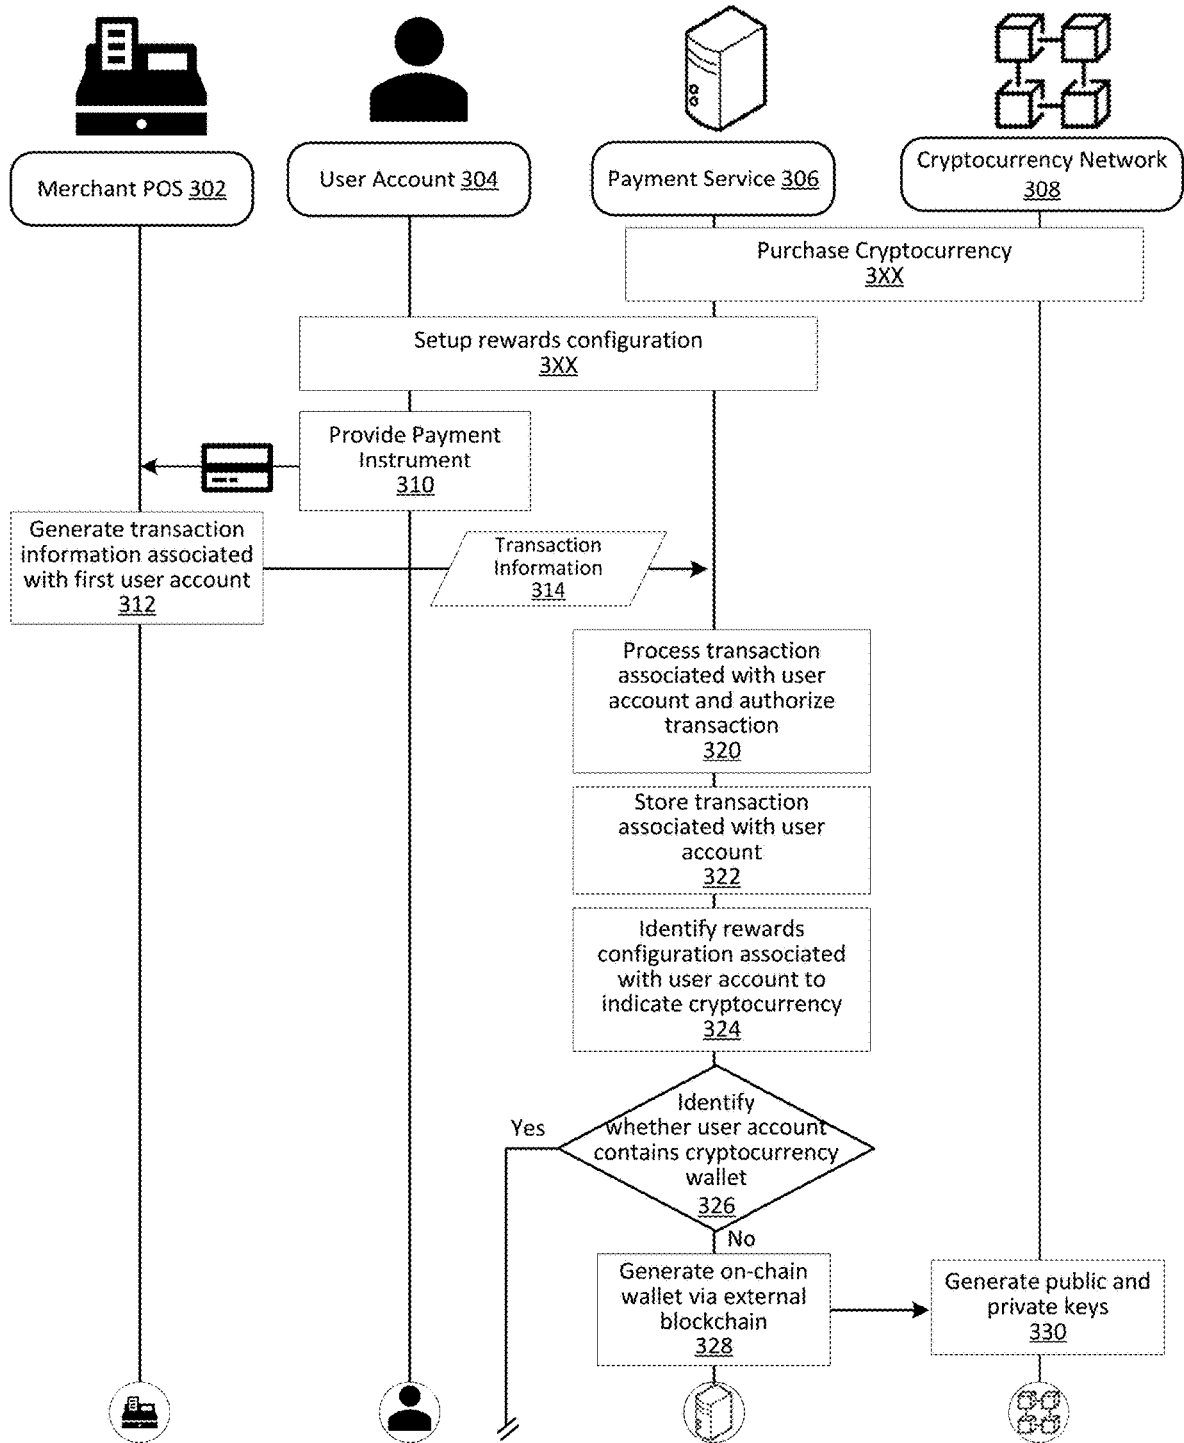 Merchant POS 302
User Account 304
Payment Service 306
Cryptocurrency Network
308
Purchase Cryptocurrency
3XX
Setup rewards configuration
3XX
Provide Payment
Instrument
310
Generate transaction
information associated
with first user account
312
Transaction
Information
314
Process transaction
associated with user
account and authorize
transaction
320
Store transaction
associated with user
account
322
Identify rewards
configuration associated
with user account to
indicate cryptocurrency
324
Identify
whether user account
contains cryptocurrency
wallet
326
Yes
No
Generate on-chain
wallet via external
blockchain
328
Generate public and
private keys
330